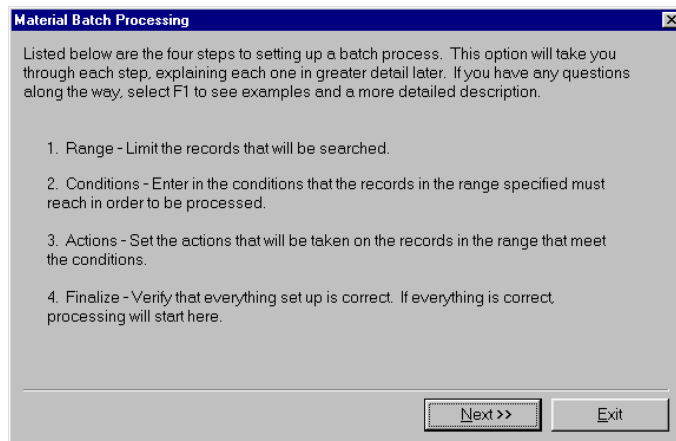 Material Batch Processing
Listed below are the four steps to setting up a batch process. This option will take you
through each step, explaining each one in greater detail later. If you have any questions
along the way, select F1 to see examples and a more detailed description.
1. Range - Limit the records that will be searched.
2. Conditions - Enter in the conditions that the records in the range specified must
reach in order to be processed.
3. Actions - Set the actions that will be taken on the records in the range that meet
the conditions.
4. Finalize - Verify that everything set up is correct. If everything is correct,
processing will start here.
Next >>
Exit